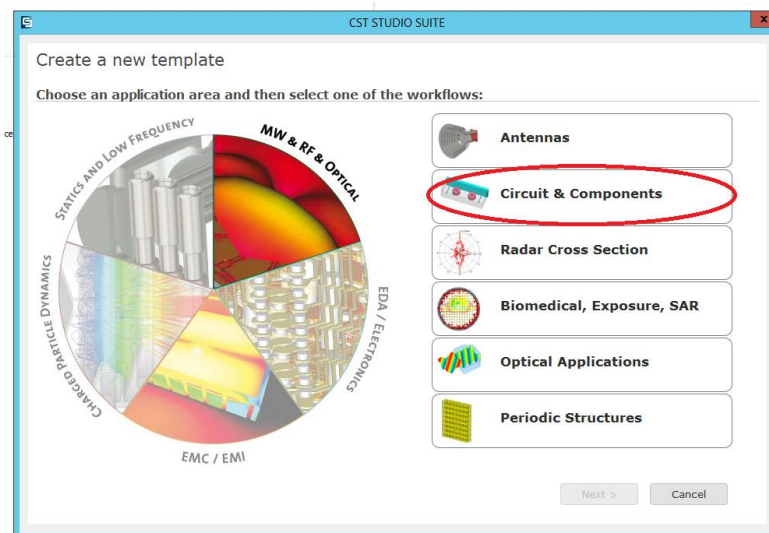 CST STUDIO SUITE
x
Create a new template
Choose an application area and then select one of the workflows:
ce
STATICS AND LOW FREQUENCY
MW & RF & OPTICAL
EDA / ELECTRONICS
EMC / EMI
CHARGED PARTICLE DYNAMICS
Antennas
Circuit & Components
Radar Cross Section
Biomedical, Exposure, SAR
Optical Applications
Periodic Structures
Next >
Cancel